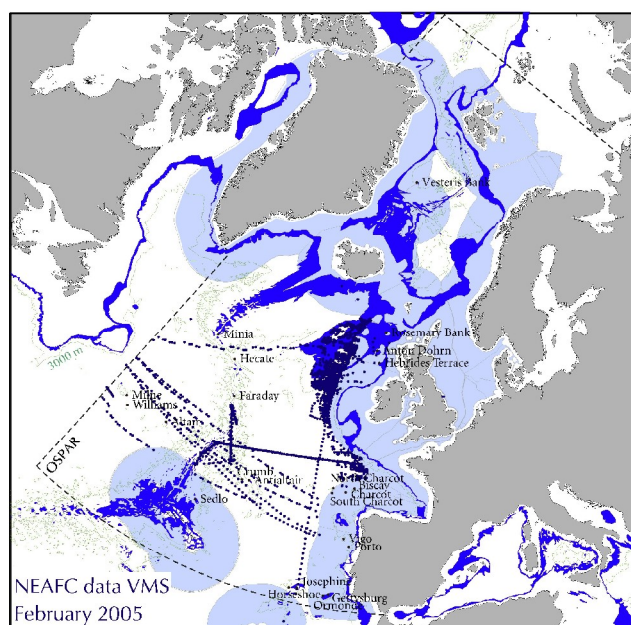 Vesteris Bank
Rosemary Bank
Minia
Anton Dohrn
Hecate
Hebrides Terrace
3000 m
Milne
Faraday
Williams
Altair
OSPAR
Crumb
Antialtair
North Charcot
Biscay
Sedlo
Charcot
South Charcot
Vigo
Porto
Josephine
NEAFC data VMS
Horseshoe
Gettysburg
February 2005
Ormond